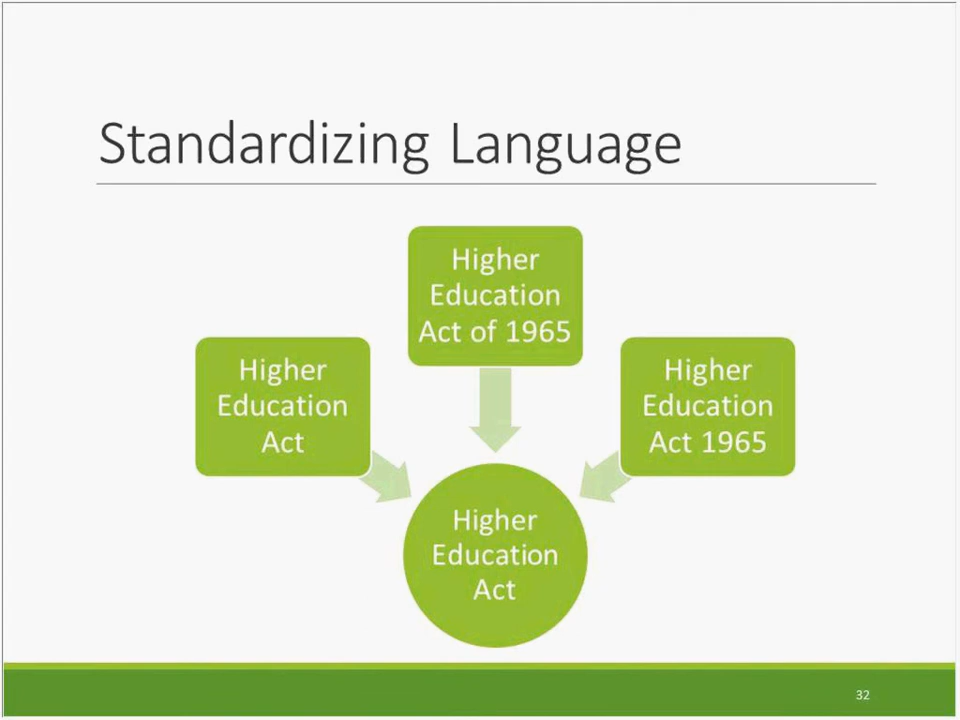 Standardizing Language
Higher
Education
Act of 1965
Higher
Education
Act
Higher
Education
Act 1965
Higher
Education
Act
32